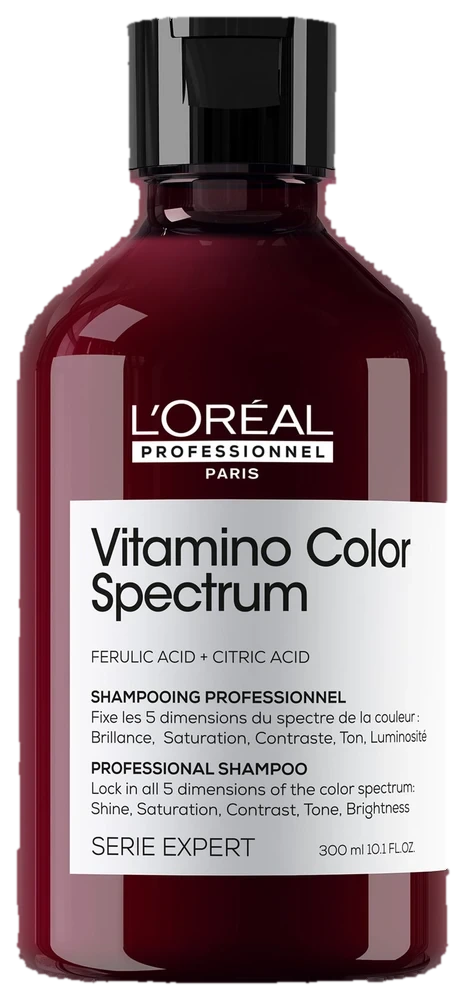 L'ORÉAL
PROFESSIONNEL
PARIS
Vitamino Color
Spectrum
FERULIC ACID + CITRIC ACID
SHAMPOOING PROFESSIONNEL
Fixe les 5 dimensions du spectre de la couleur :
Brillance, Saturation, Contraste, Ton, Luminosité
PROFESSIONAL SHAMPOO
Lock in all 5 dimensions of the color spectrum:
Shine, Saturation, Contrast, Tone, Brightness
SERIE EXPERT 300 ml 10.1 FL.OZ.